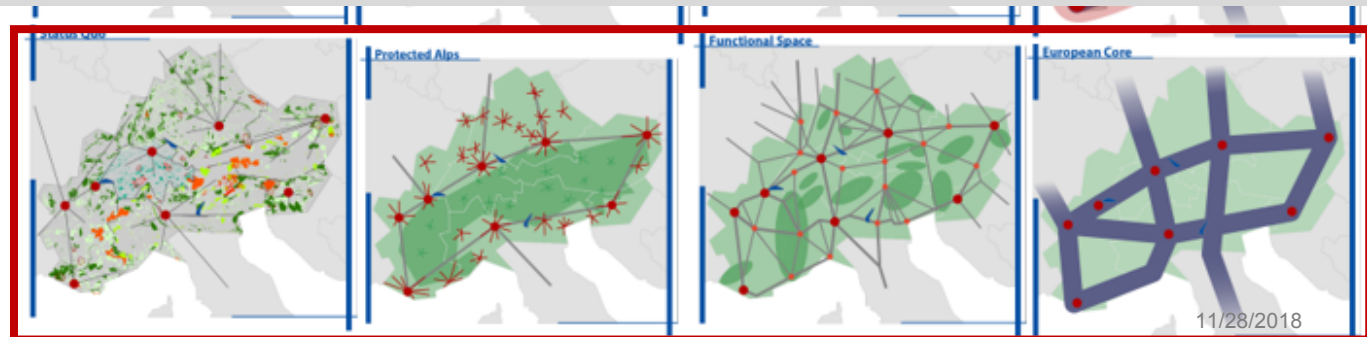 Status Quo
Protected Alps
Functional Space
European Core
11/28/2018